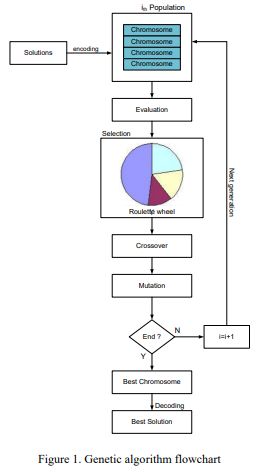 iₜₕ Population
Solutions
encoding
Chromosome
Chromosome
Chromosome
Chromosome
Evaluation
Selection
Roulette wheel
Crossover
Mutation
End ?
N
i=i+1
Next generation
Y
Best Chromosome
Decoding
Best Solution
Figure 1. Genetic algorithm flowchart